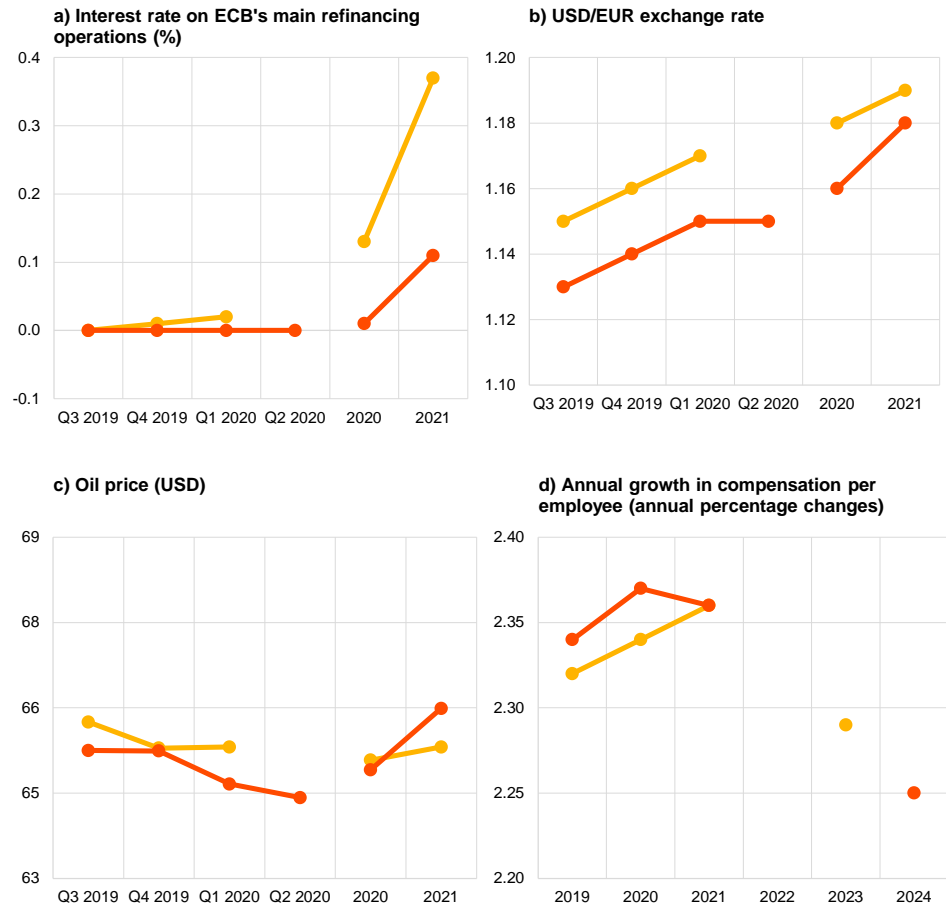 a) Interest rate on ECB's main refinancing
operations (%)
0.4
0.3
0.2
0.1
0.0
-0.1
Q3 2019 Q4 2019 Q1 2020 Q2 2020 2020 2021
b) USD/EUR exchange rate
1.20
1.18
1.16
1.14
1.12
1.10
Q3 2019 Q4 2019 Q1 2020 Q2 2020 2020 2021
c) Oil price (USD)
69
68
66
65
63
Q3 2019 Q4 2019 Q1 2020 Q2 2020 2020 2021
d) Annual growth in compensation per
employee (annual percentage changes)
2.40
2.35
2.30
2.25
2.20
2019 2020 2021 2022 2023 2024